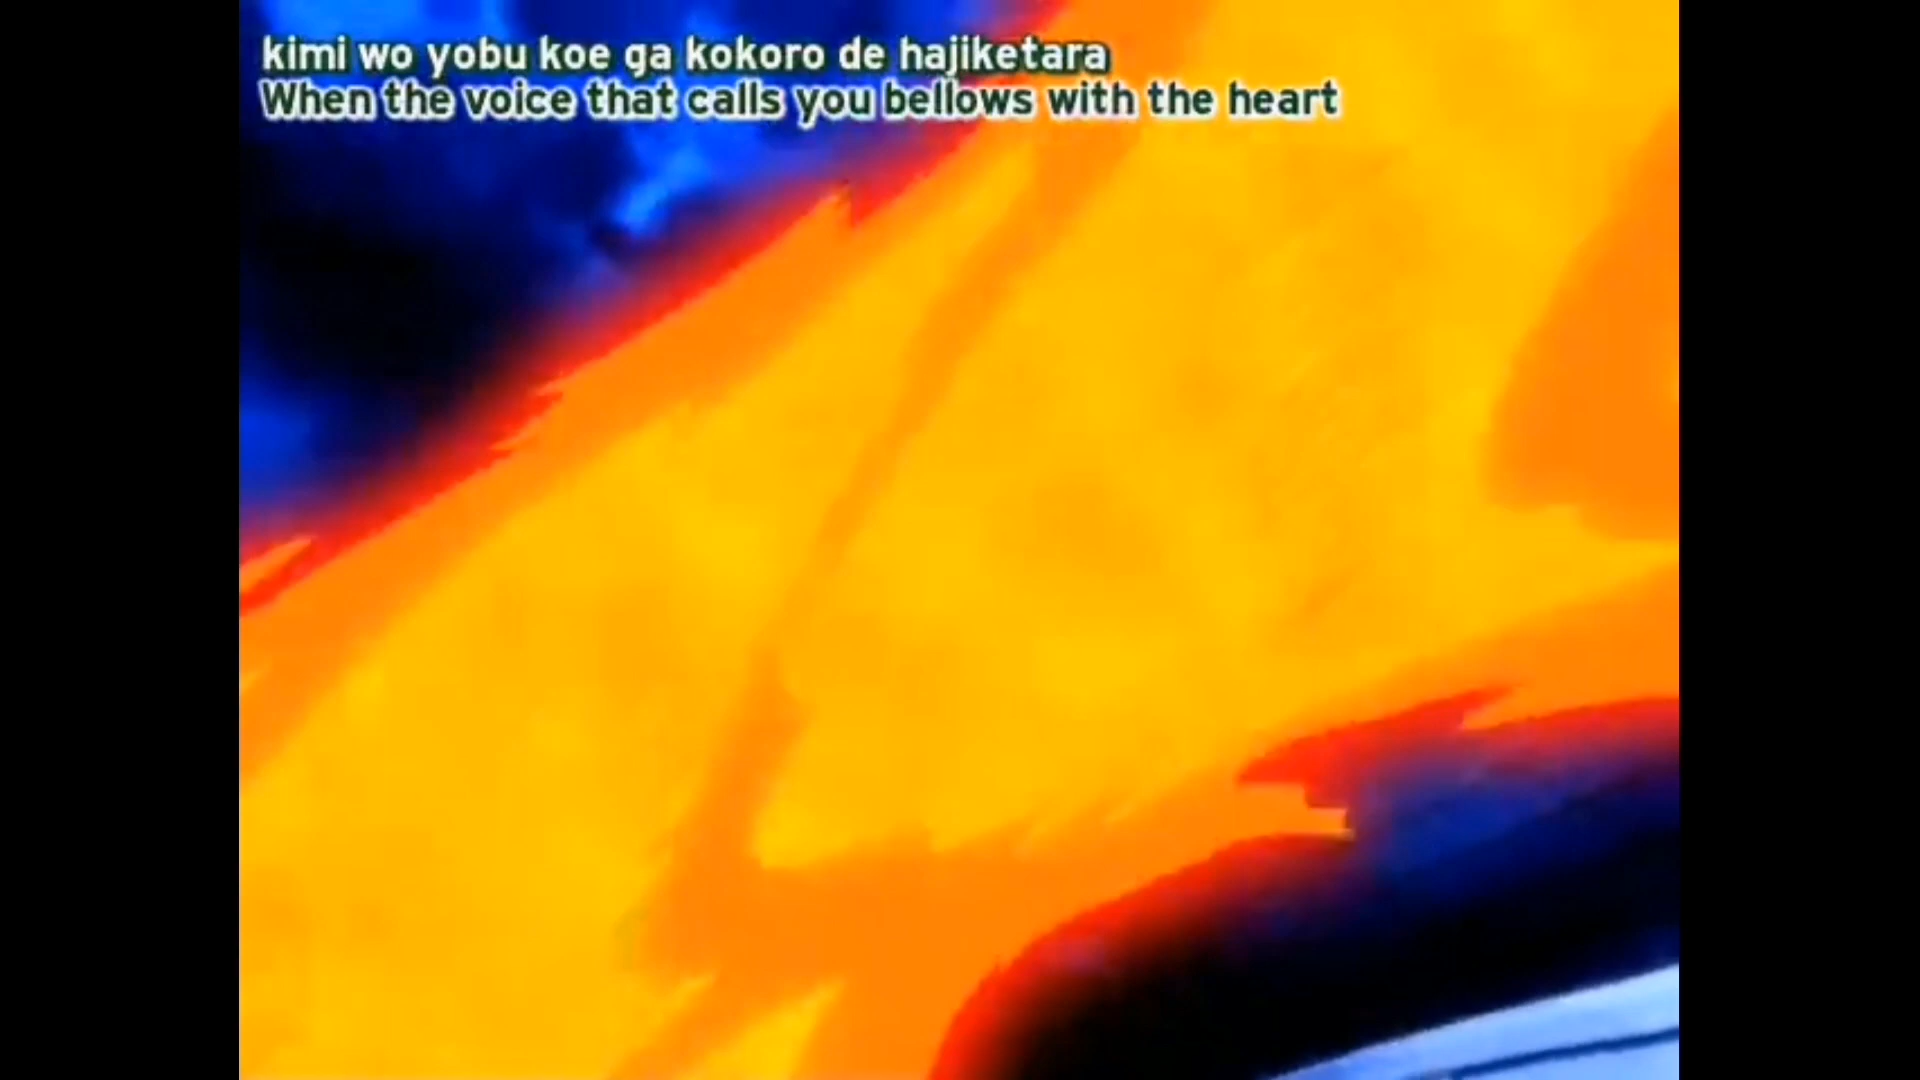 kimi wo yobu koe ga kokoro de hajiketara
When the voice that calls you bellows with the heart